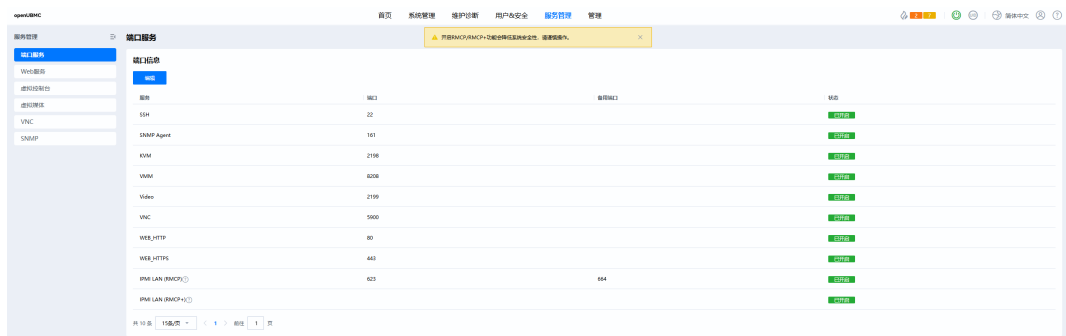 openUBMC 首页 系统管理 维护诊断 用户&安全 服务管理 管理 2 7 简体中文
服务管理 端口服务 开启RMCP/RMCP+功能会降低系统安全性，请谨慎操作。
端口服务
Web服务
虚拟控制台
虚拟媒体
VNC
SNMP
端口信息
编辑
服务 端口 备用端口 状态
SSH 22 已开启
SNMP Agent 161 已开启
KVM 2198 已开启
VMM 8208 已开启
Video 2199 已开启
VNC 5900 已开启
WEB_HTTP 80 已开启
WEB_HTTPS 443 已开启
IPMI LAN (RMCP) 623 664 已开启
IPMI LAN (RMCP+) 已开启
共 10 条 15条/页 1 前往 1 页